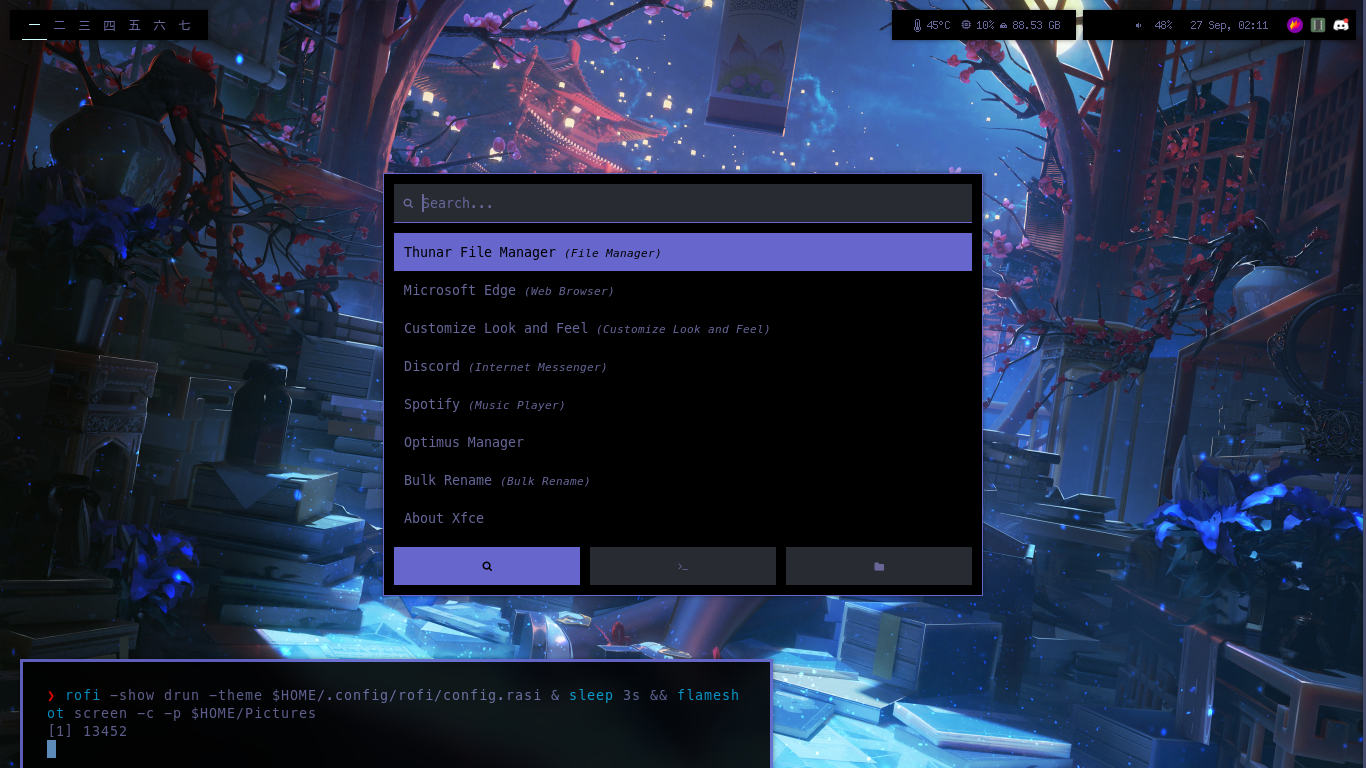 一 二 三 四 五 六 七
45°C 10% 88.53 GB
48% 27 Sep, 02:11
Search...
Thunar File Manager (File Manager)
Microsoft Edge (Web Browser)
Customize Look and Feel (Customize Look and Feel)
Discord (Internet Messenger)
Spotify (Music Player)
Optimus Manager
Bulk Rename (Bulk Rename)
About Xfce
❯ rofi -show drun -theme $HOME/.config/rofi/config.rasi & sleep 3s && flamesh
ot screen -c -p $HOME/Pictures
[1] 13452